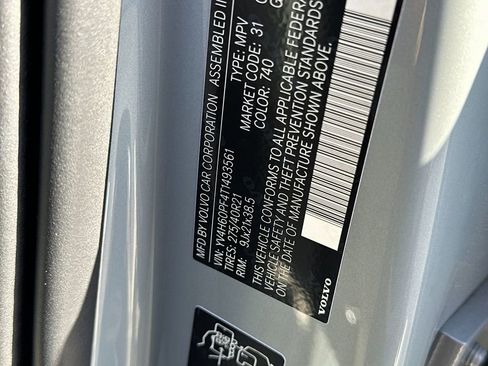 MFD BY VOLVO CAR CORPORATION ASSEMBLED IN
VIN: YV4H60PF4T1493561 TYPE: MPV
TIRES: 275/40R21 MARKET CODE: 31
RIM: 9Jx21x38.5 COLOR: 740
THIS VEHICLE CONFORMS TO ALL APPLICABLE FEDERAL
VEHICLE SAFETY AND THEFT PREVENTION STANDARDS
ON THE DATE OF MANUFACTURE SHOWN ABOVE.
VOLVO